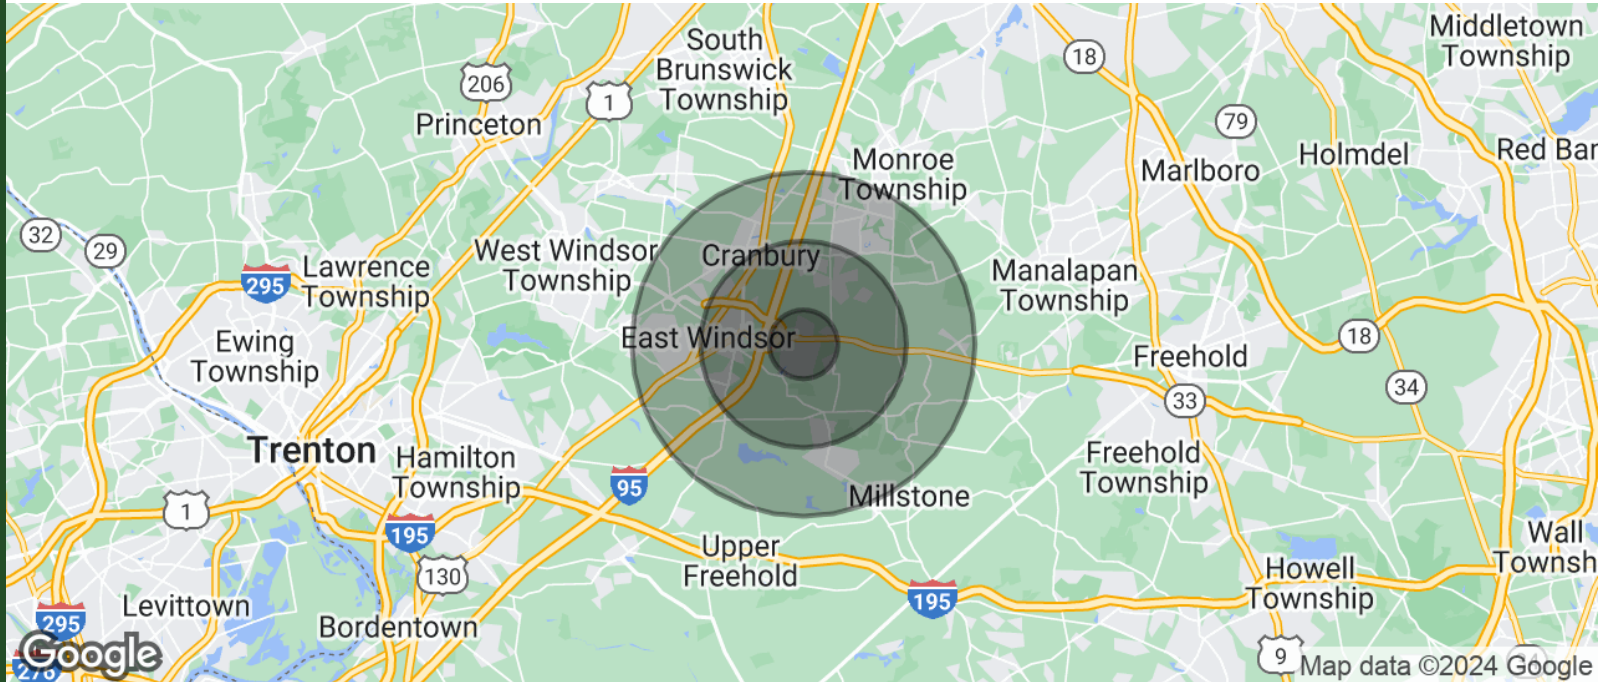 Middletown
Township
South
Brunswick
Township
18
206
1
79
Princeton
Monroe
Township
Marlboro
Holmdel
Red Ban
32
29
West Windsor
Township
Cranbury
Manalapan
Township
Lawrence
Township
295
Ewing
Township
East Windsor
Freehold
18
34
33
Trenton
Hamilton
Township
95
Freehold
Township
Millstone
1
195
Upper
Freehold
Wall
Townsh
130
195
Howell
Township
Levittown
295
Bordentown
Google
276
9
Map data ©2024 Google